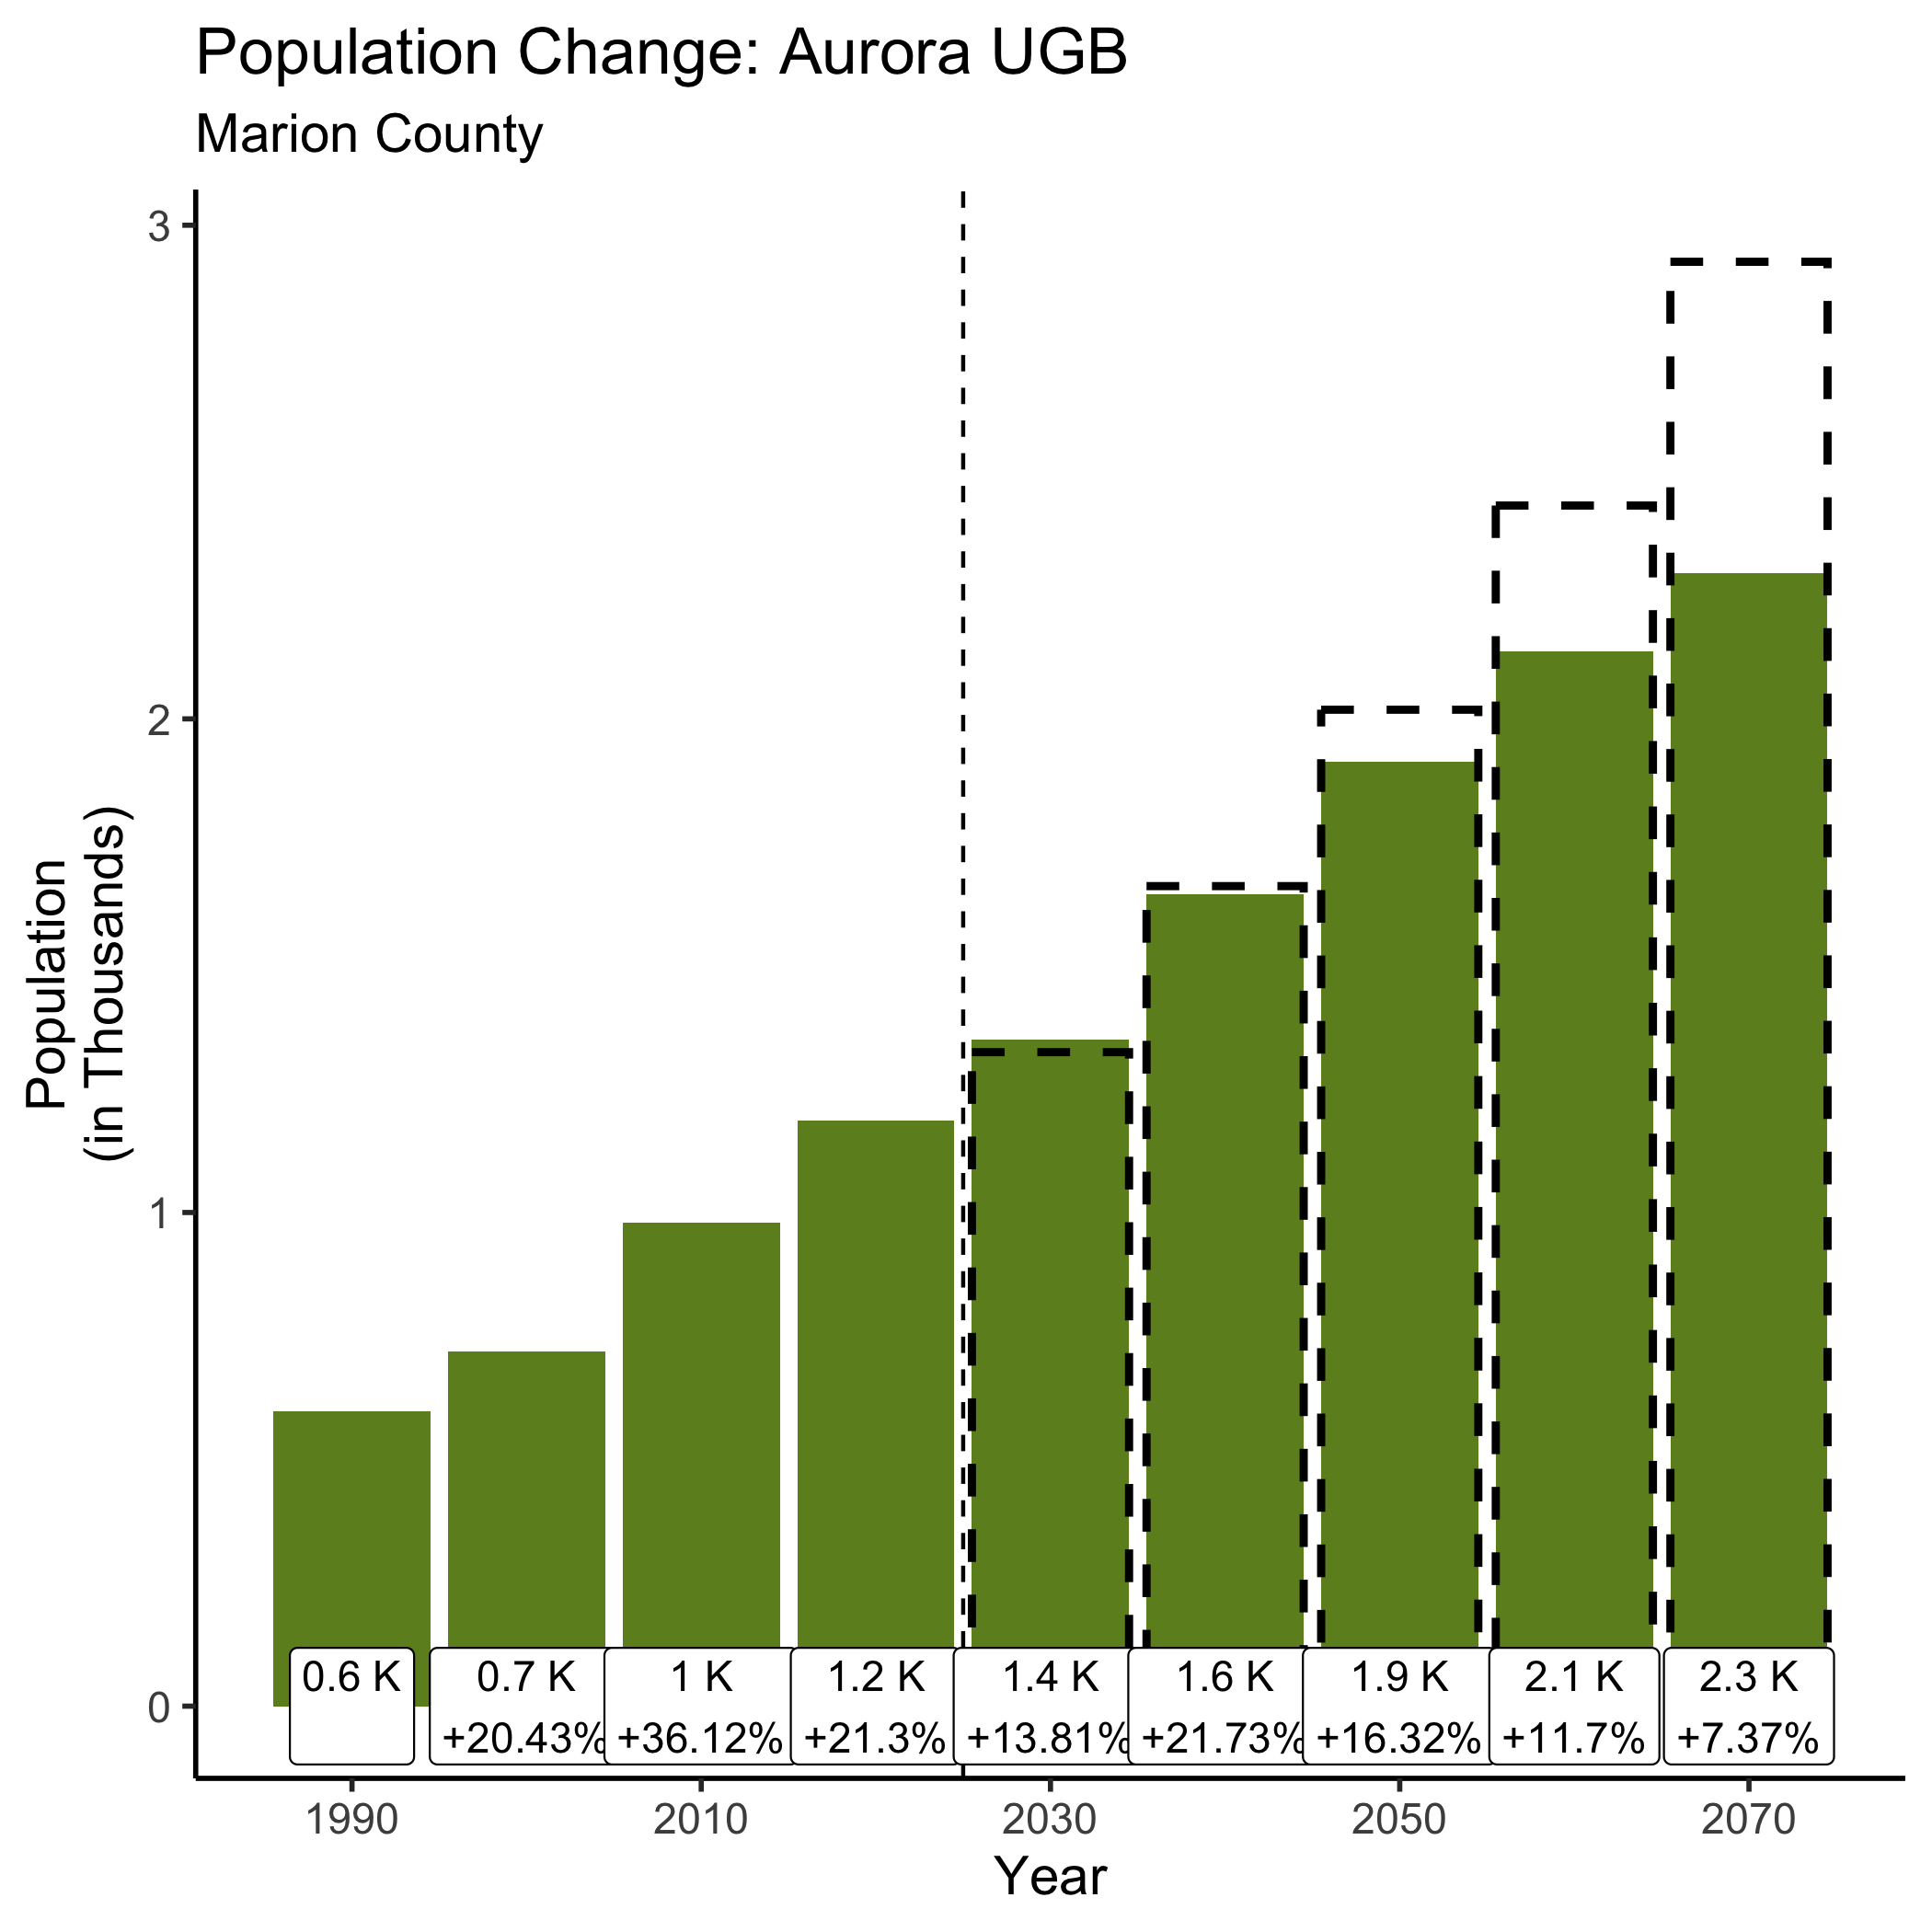 Population Change: Aurora UGB
Marion County
Population
(in Thousands)
3
2
1
0
0.6 K
0.7 K
+20.43%
1 K
+36.12%
1.2 K
+21.3%
1.4 K
+13.81%
1.6 K
+21.73%
1.9 K
+16.32%
2.1 K
+11.7%
2.3 K
+7.37%
1990
2010
2030
2050
2070
Year